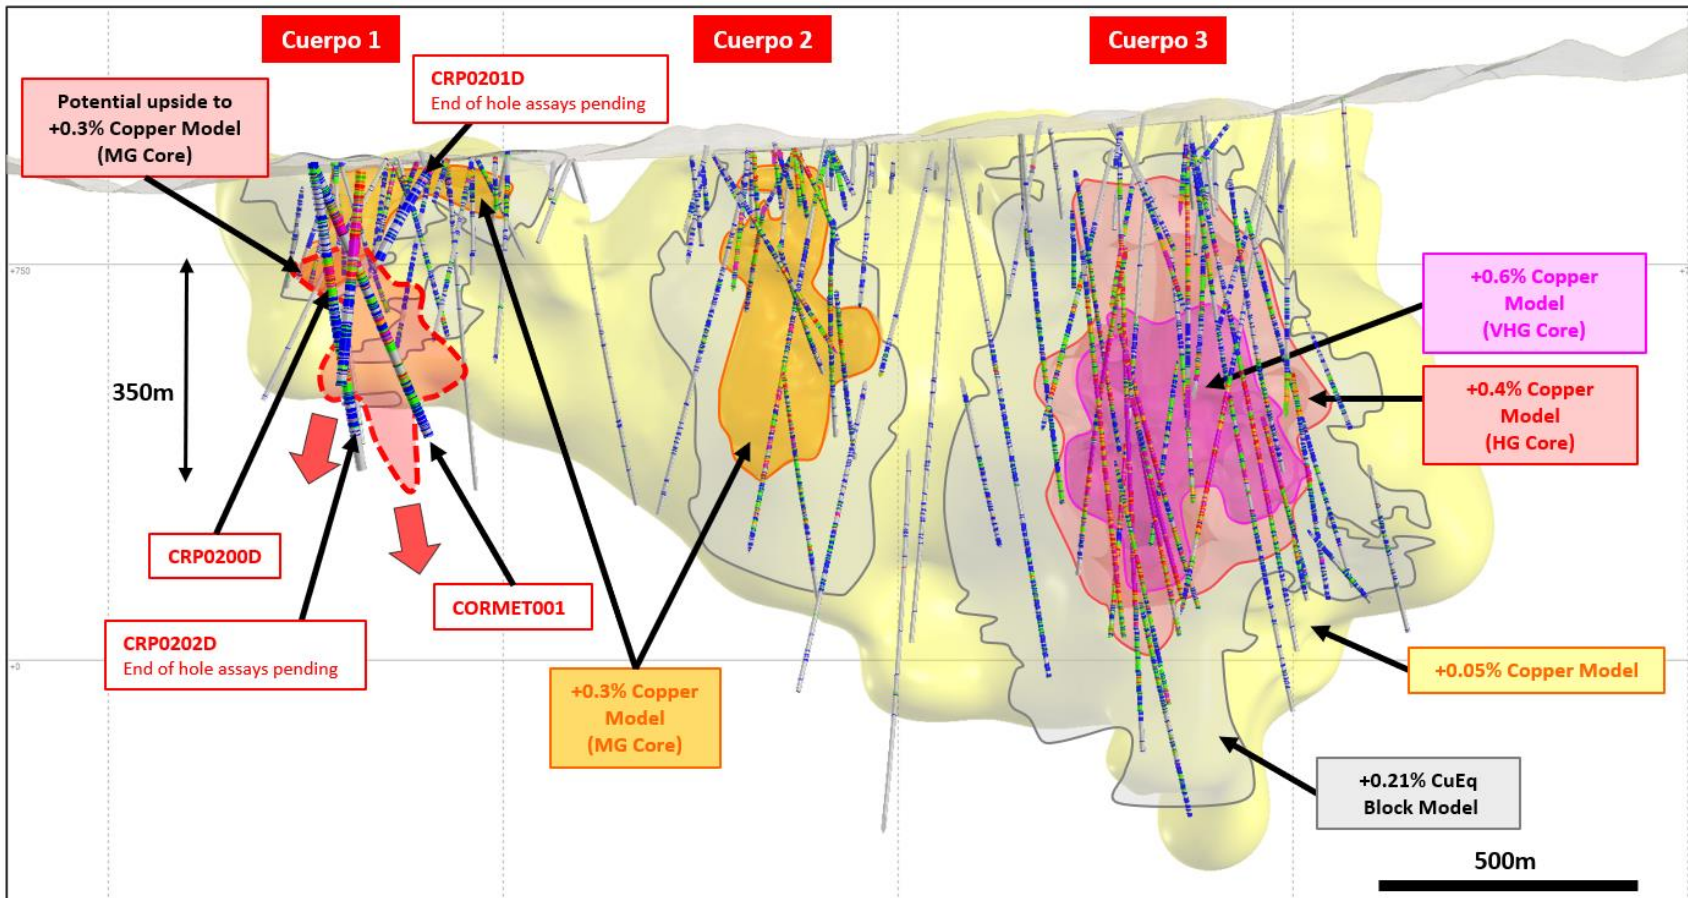 Cuerpo 1
Cuerpo 2
Cuerpo 3
CRP0201D
End of hole assays pending
Potential upside to
+0.3% Copper Model
(MG Core)
+750
350m
+0.6% Copper
Model
(VHG Core)
+0.4% Copper
Model
(HG Core)
CRP0200D
CORMET001
CRP0202D
End of hole assays pending
+0
+0.3% Copper
Model
(MG Core)
+0.05% Copper Model
+0.21% CuEq
Block Model
500m